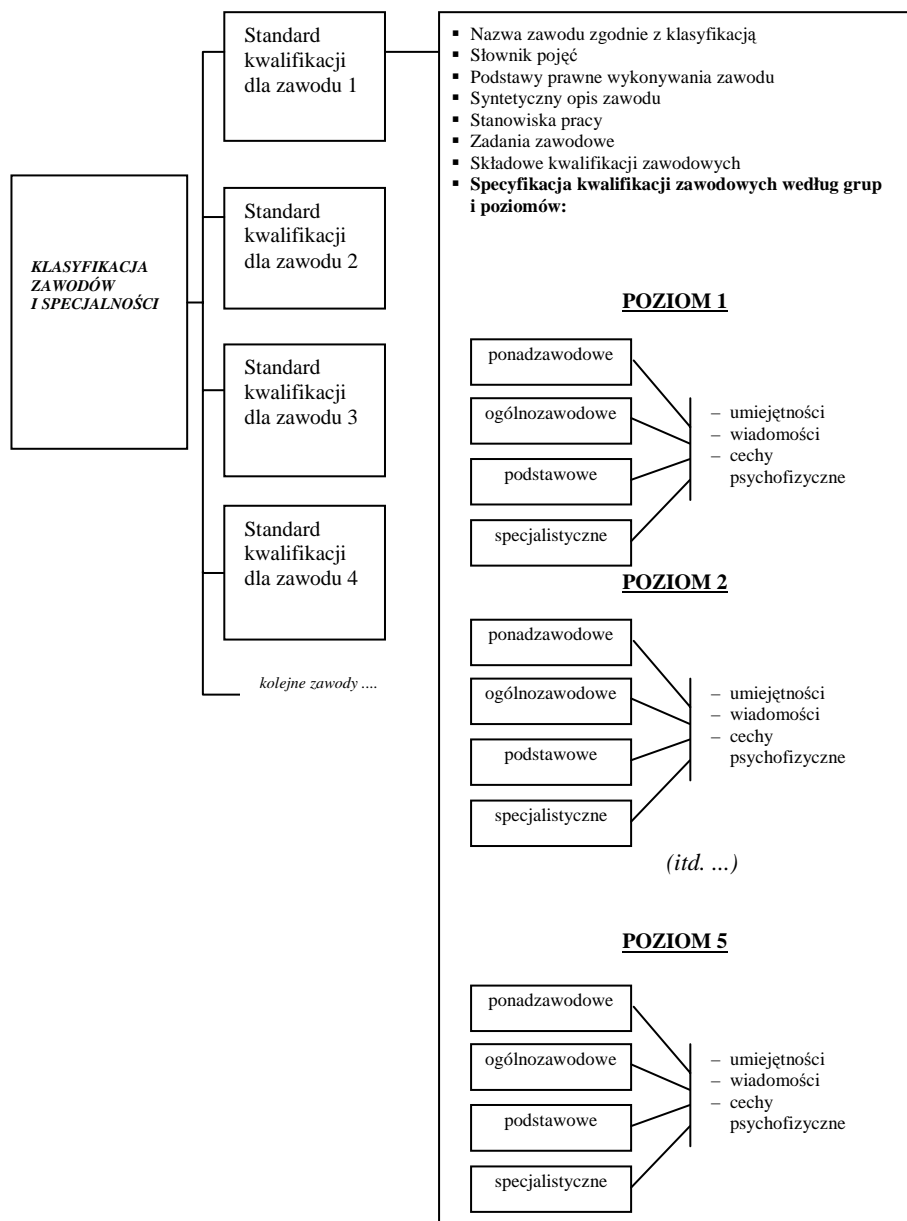 KLASYFIKACJA
ZAWODÓW
I SPECJALNOŚCI
Standard
kwalifikacji
dla zawodu 1
Standard
kwalifikacji
dla zawodu 2
Standard
kwalifikacji
dla zawodu 3
Standard
kwalifikacji
dla zawodu 4
kolejne zawody ....
▪ Nazwa zawodu zgodnie z klasyfikacją
▪ Słownik pojęć
▪ Podstawy prawne wykonywania zawodu
▪ Syntetyczny opis zawodu
▪ Stanowiska pracy
▪ Zadania zawodowe
▪ Składowe kwalifikacji zawodowych
▪ Specyfikacja kwalifikacji zawodowych według grup
i poziomów:
POZIOM 1
ponadzawodowe
ogólnozawodowe
podstawowe
specjalistyczne
– umiejętności
– wiadomości
– cechy
psychofizyczne
POZIOM 2
ponadzawodowe
ogólnozawodowe
podstawowe
specjalistyczne
– umiejętności
– wiadomości
– cechy
psychofizyczne
(itd. ...)
POZIOM 5
ponadzawodowe
ogólnozawodowe
podstawowe
specjalistyczne
– umiejętności
– wiadomości
– cechy
psychofizyczne